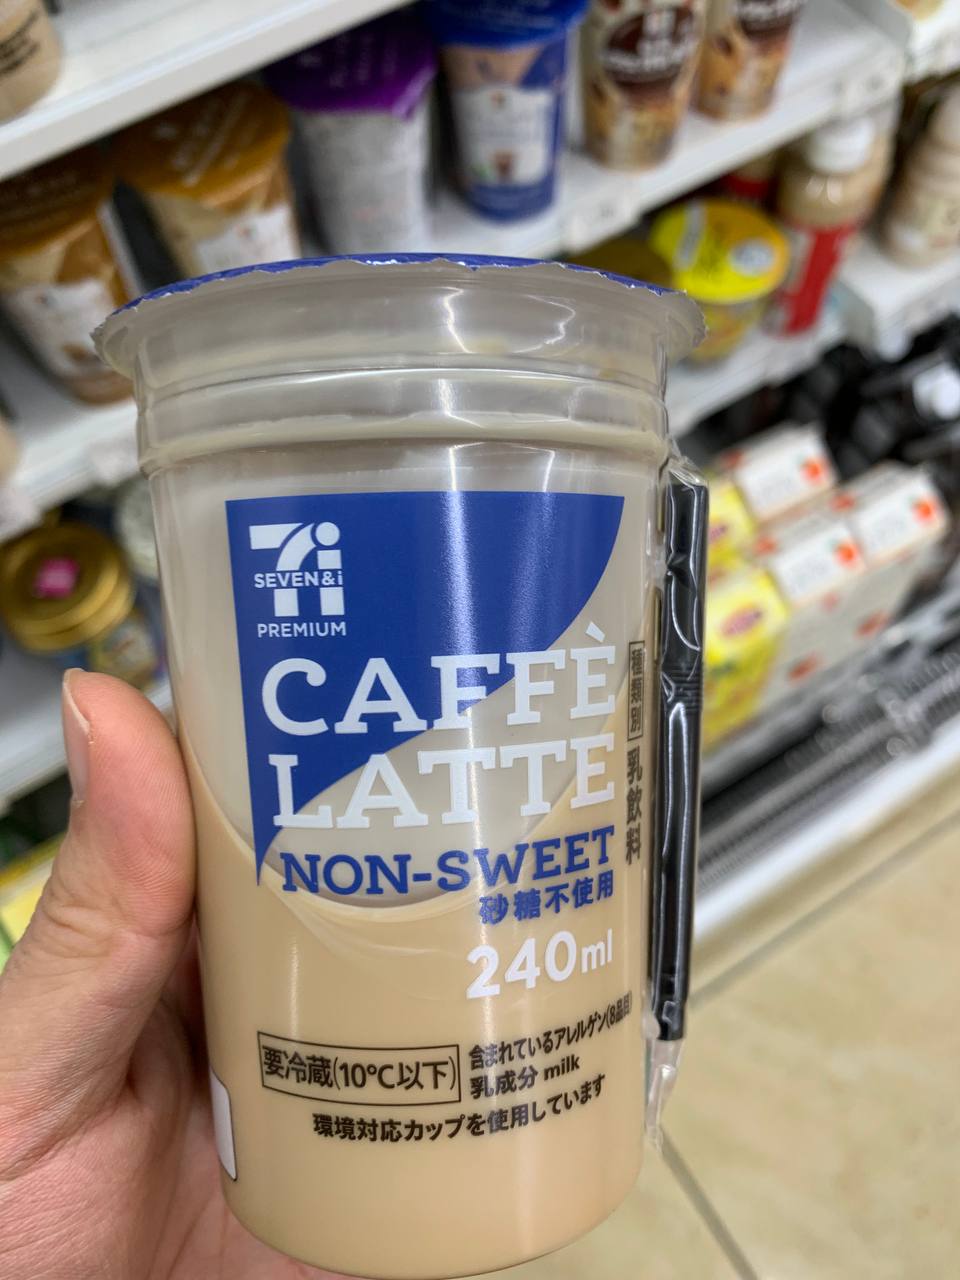 7i
SEVEN&i
PREMIUM
CAFFÈ
LATTE
NON-SWEET
砂糖不使用
240ml
種類別 乳飲料
要冷蔵(10℃以下)
含まれているアレルゲン(8品目)
乳成分 milk
環境対応カップを使用しています